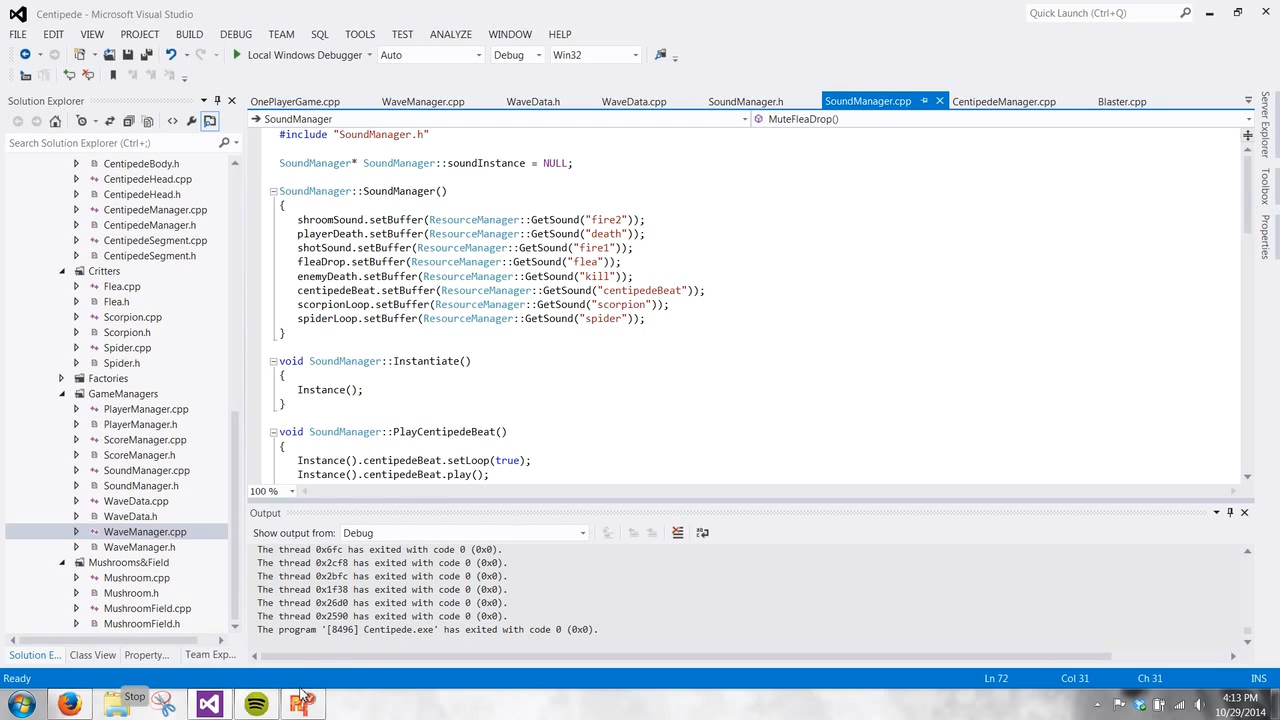 Centipede - Microsoft Visual Studio
Quick Launch (Ctrl+Q)
FILE EDIT VIEW PROJECT BUILD DEBUG TEAM SQL TOOLS TEST ANALYZE WINDOW HELP
Local Windows Debugger Auto Debug Win32
Solution Explorer
OnePlayerGame.cpp WaveManager.cpp WaveData.h WaveData.cpp SoundManager.h SoundManager.cpp CentipedeManager.cpp Blaster.cpp
SoundManager MuteFleaDrop()
Search Solution Explorer (Ctrl+;)
CentipedeBody.h
CentipedeHead.cpp
CentipedeHead.h
CentipedeManager.cpp
CentipedeManager.h
CentipedeSegment.cpp
CentipedeSegment.h
Critters
Flea.cpp
Flea.h
Scorpion.cpp
Scorpion.h
Spider.cpp
Spider.h
Factories
GameManagers
PlayerManager.cpp
PlayerManager.h
ScoreManager.cpp
ScoreManager.h
SoundManager.cpp
SoundManager.h
WaveData.cpp
WaveData.h
WaveManager.cpp
WaveManager.h
Mushrooms&Field
Mushroom.cpp
Mushroom.h
MushroomField.cpp
MushroomField.h
Solution E... Class View Property... Team Exp...
#include "SoundManager.h"
SoundManager* SoundManager::soundInstance = NULL;
SoundManager::SoundManager()
{
shroomSound.setBuffer(ResourceManager::GetSound("fire2"));
playerDeath.setBuffer(ResourceManager::GetSound("death"));
shotSound.setBuffer(ResourceManager::GetSound("fire1"));
fleaDrop.setBuffer(ResourceManager::GetSound("flea"));
enemyDeath.setBuffer(ResourceManager::GetSound("kill"));
centipedeBeat.setBuffer(ResourceManager::GetSound("centipedeBeat"));
scorpionLoop.setBuffer(ResourceManager::GetSound("scorpion"));
spiderLoop.setBuffer(ResourceManager::GetSound("spider"));
}
void SoundManager::Instantiate()
{
Instance();
}
void SoundManager::PlayCentipedeBeat()
{
Instance().centipedeBeat.setLoop(true);
Instance().centipedeBeat.play();
100 %
Output
Show output from: Debug
The thread 0x6fc has exited with code 0 (0x0).
The thread 0x2cf8 has exited with code 0 (0x0).
The thread 0x2bfc has exited with code 0 (0x0).
The thread 0x1f38 has exited with code 0 (0x0).
The thread 0x26d0 has exited with code 0 (0x0).
The thread 0x2590 has exited with code 0 (0x0).
The program '[8496] Centipede.exe' has exited with code 0 (0x0).
Server Explorer
Toolbox
Properties
Ready Ln 72 Col 31 Ch 31 INS
Stop
4:13 PM
10/29/2014